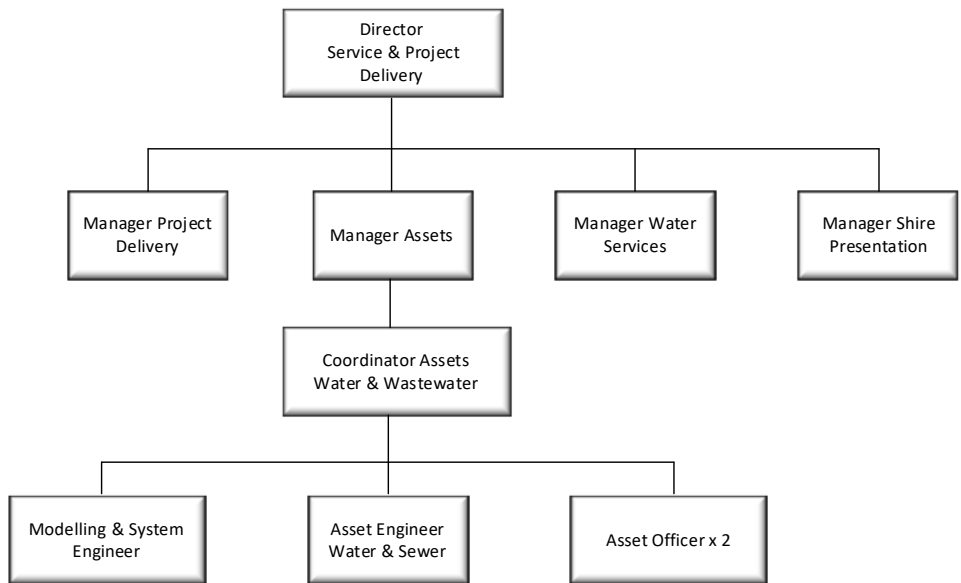 Director
Service & Project
Delivery
Manager Project
Delivery
Manager Assets
Manager Water
Services
Manager Shire
Presentation
Coordinator Assets
Water & Wastewater
Modelling & System
Engineer
Asset Engineer
Water & Sewer
Asset Officer x 2